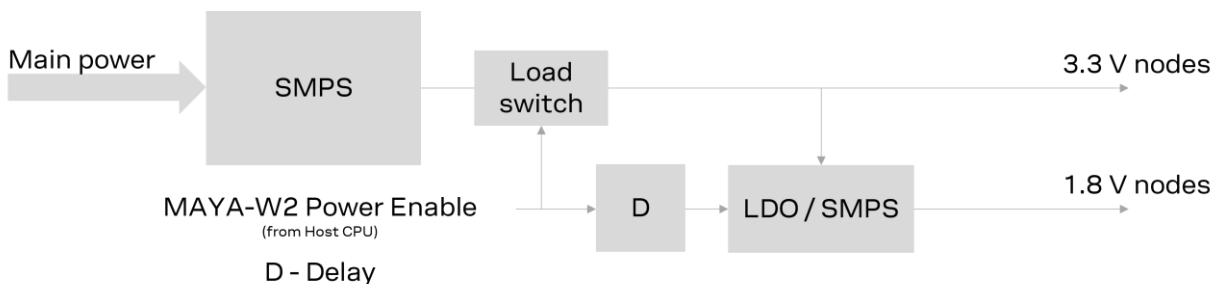 Main power
SMPS
Load
switch
3.3 V nodes
MAYA-W2 Power Enable
(from Host CPU)
D
LDO / SMPS
1.8 V nodes
D - Delay